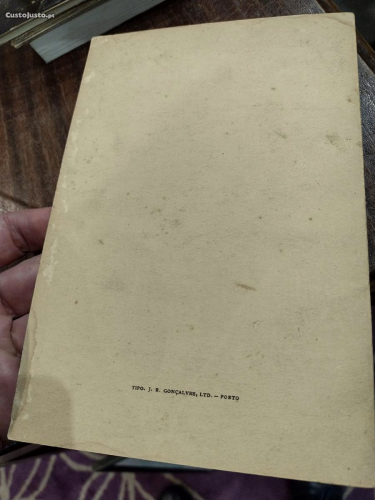 CustoJusto.pt
TIPO. J. R. GONÇALVES, LTD. — PORTO